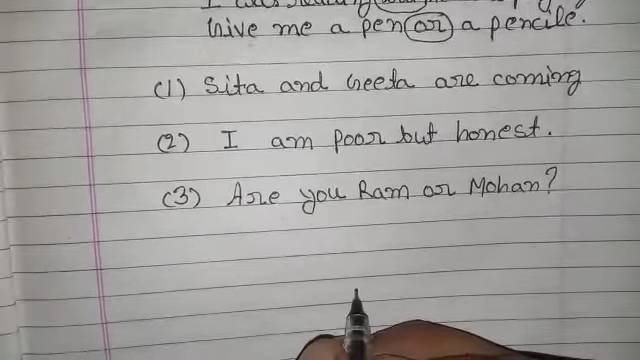 Give me a pen or a pencile.
(1) Sita and Geeta are coming
(2) I am poor but honest.
(3) Are you Ram or Mohan?